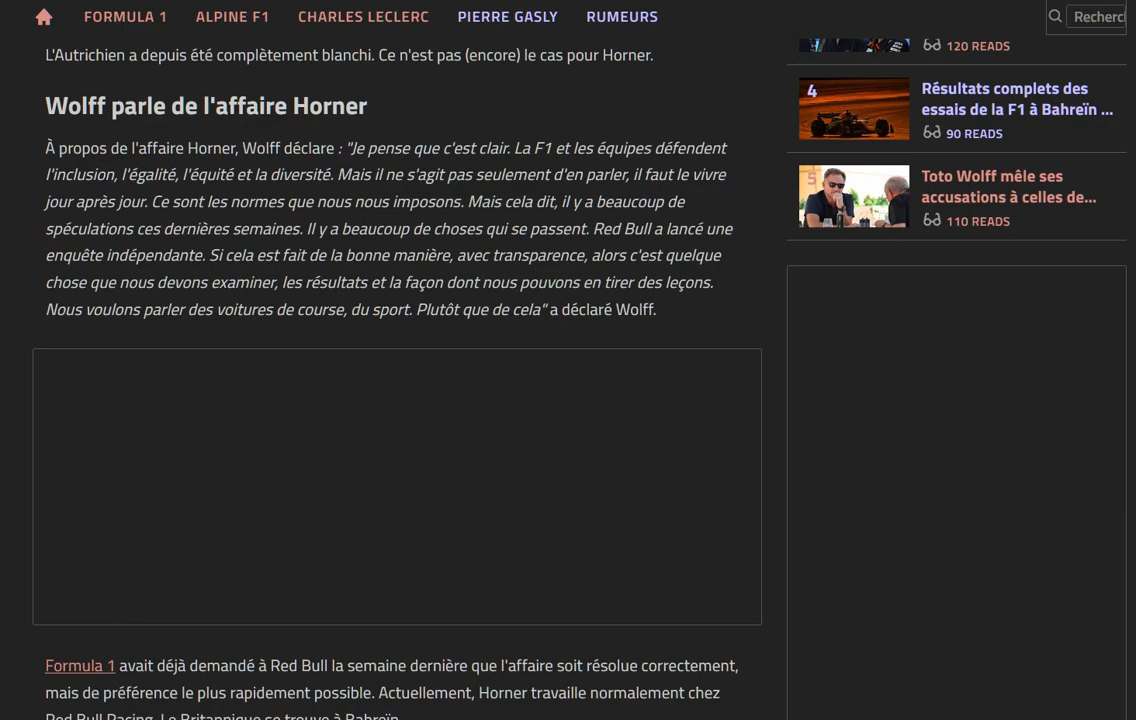 FORMULA 1 ALPINE F1 CHARLES LECLERC PIERRE GASLY RUMEURS
L'Autrichien a depuis été complètement blanchi. Ce n'est pas (encore) le cas pour Horner.
Wolff parle de l'affaire Horner
À propos de l'affaire Horner, Wolff déclare : "Je pense que c'est clair. La F1 et les équipes défendent
l'inclusion, l'égalité, l'équité et la diversité. Mais il ne s'agit pas seulement d'en parler, il faut le vivre
jour après jour. Ce sont les normes que nous nous imposons. Mais cela dit, il y a beaucoup de
spéculations ces dernières semaines. Il y a beaucoup de choses qui se passent. Red Bull a lancé une
enquête indépendante. Si cela est fait de la bonne manière, avec transparence, alors c'est quelque
chose que nous devons examiner, les résultats et la façon dont nous pouvons en tirer des leçons.
Nous voulons parler des voitures de course, du sport. Plutôt que de cela" a déclaré Wolff.
Formula 1 avait déjà demandé à Red Bull la semaine dernière que l'affaire soit résolue correctement,
mais de préférence le plus rapidement possible. Actuellement, Horner travaille normalement chez
Red Bull Racing. Le Britannique se trouve à Bahreïn.
120 READS
4
Résultats complets des
essais de la F1 à Bahreïn ...
90 READS
5
Toto Wolff mêle ses
accusations à celles de...
110 READS